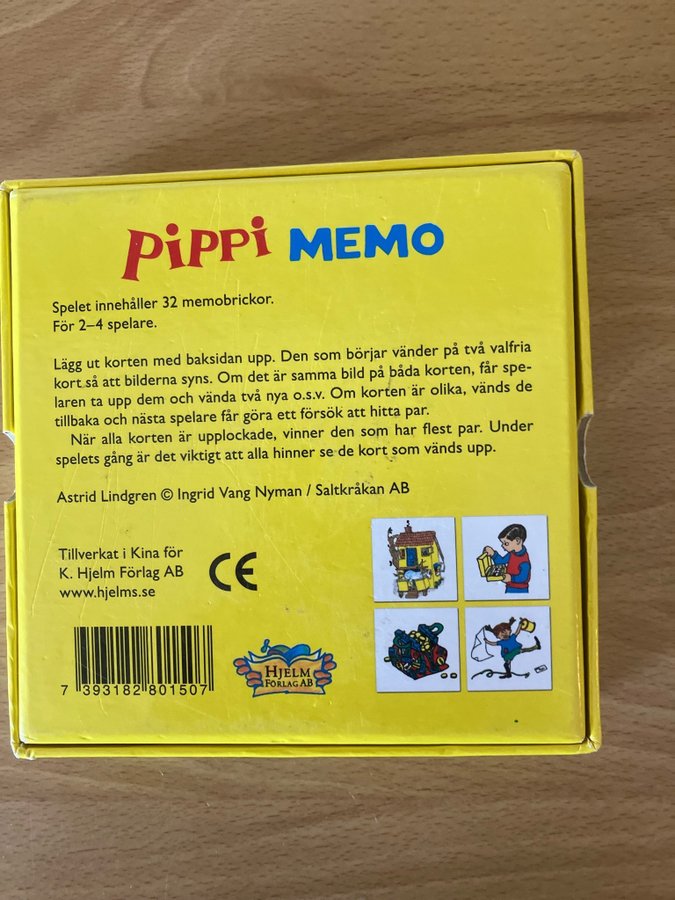 PIPPI MEMO
Spelet innehåller 32 memobrickor.
För 2–4 spelare.
Lägg ut korten med baksidan upp. Den som börjar vänder på två valfria
kort så att bilderna syns. Om det är samma bild på båda korten, får spe-
laren ta upp dem och vända två nya o.s.v. Om korten är olika, vänds de
tillbaka och nästa spelare får göra ett försök att hitta par.
När alla korten är upplockade, vinner den som har flest par. Under
spelets gång är det viktigt att alla hinner se de kort som vänds upp.
Astrid Lindgren © Ingrid Vang Nyman / Saltkråkan AB
Tillverkat i Kina för
K. Hjelm Förlag AB
www.hjelms.se
CE
7 393182 801507
HJELM
FÖRLAG AB